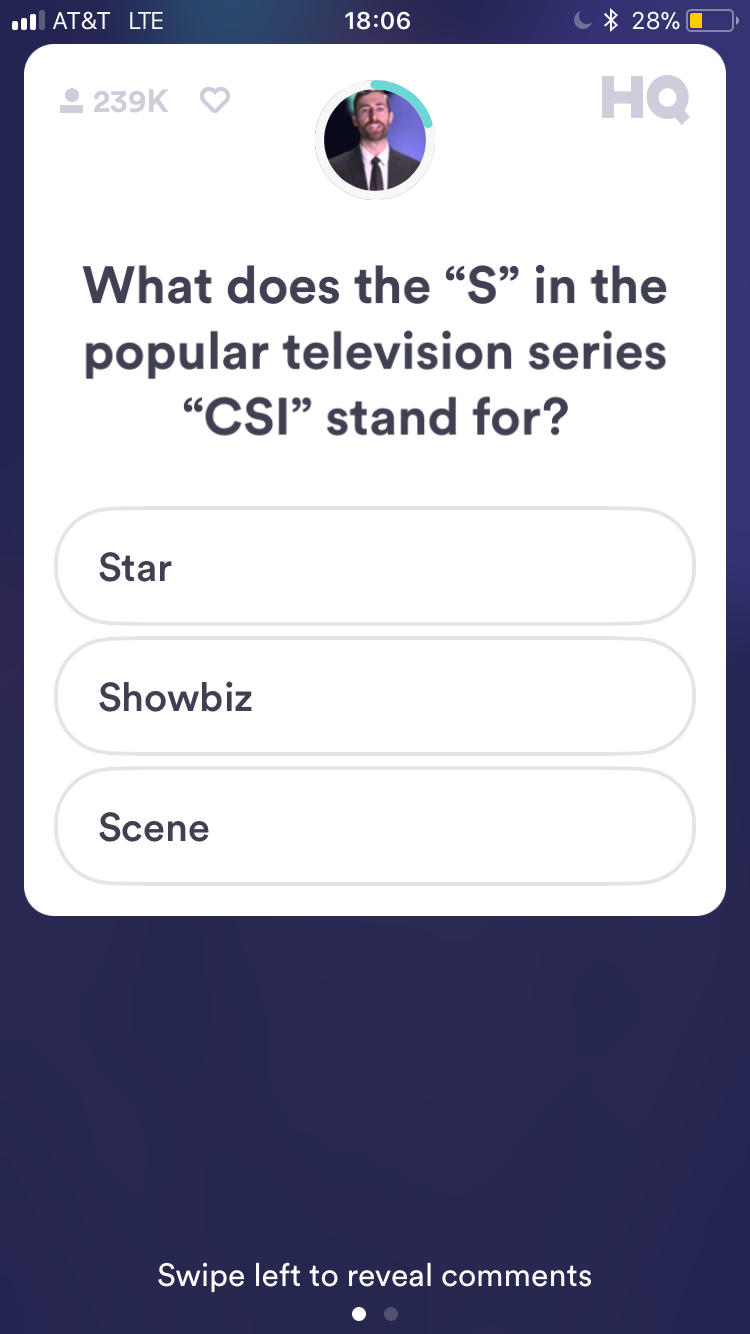 AT&T LTE 18:06 28%
239K HQ
What does the “S” in the
popular television series
“CSI” stand for?
Star
Showbiz
Scene
Swipe left to reveal comments